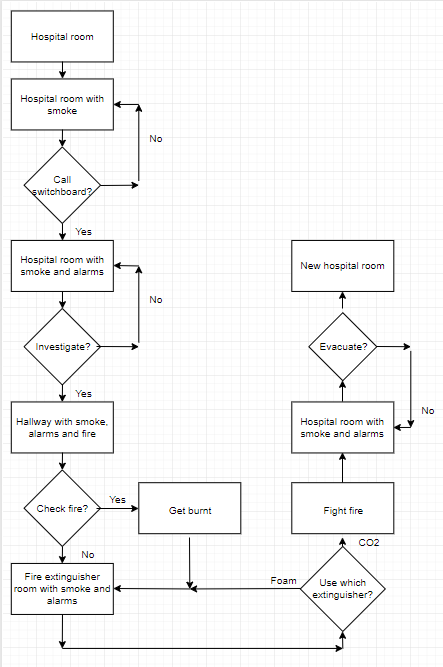 Hospital room
Hospital room with
smoke
No
Call
switchboard?
Yes
Hospital room with
smoke and alarms
No
Investigate?
Yes
Hallway with smoke,
alarms and fire
Check fire?
Yes
Get burnt
No
Fire extinguisher
room with smoke and
alarms
Foam
Use which
extinguisher?
CO2
Fight fire
Hospital room with
smoke and alarms
No
Evacuate?
New hospital room